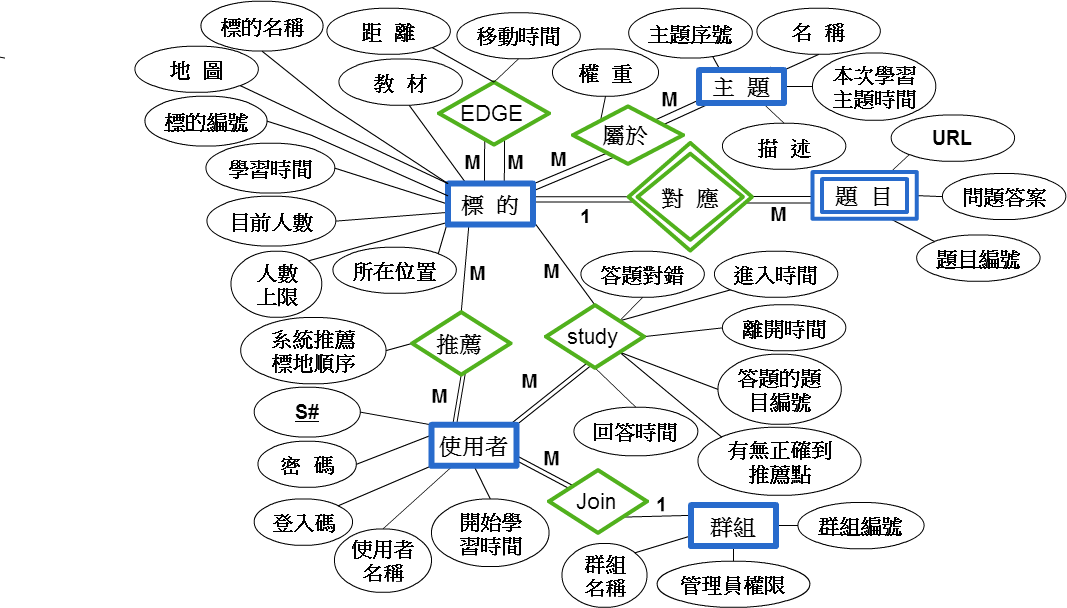 標的名稱
距 離
移動時間
主題序號
名 稱
地 圖
教 材
權 重
主 題
本次學習
主題時間
標的編號
EDGE
屬於
M
描 述
URL
學習時間
M
M
M
標 的
1
對 應
M
題 目
問題答案
目前人數
題目編號
人數
上限
所在位置
M
M
答題對錯
進入時間
系統推薦
標地順序
推薦
study
離開時間
答題的題
目編號
M
M
S#
回答時間
有無正確到
推薦點
密 碼
使用者
M
登入碼
開始學
習時間
使用者
名稱
Join
1
群組
群組編號
群組
名稱
管理員權限